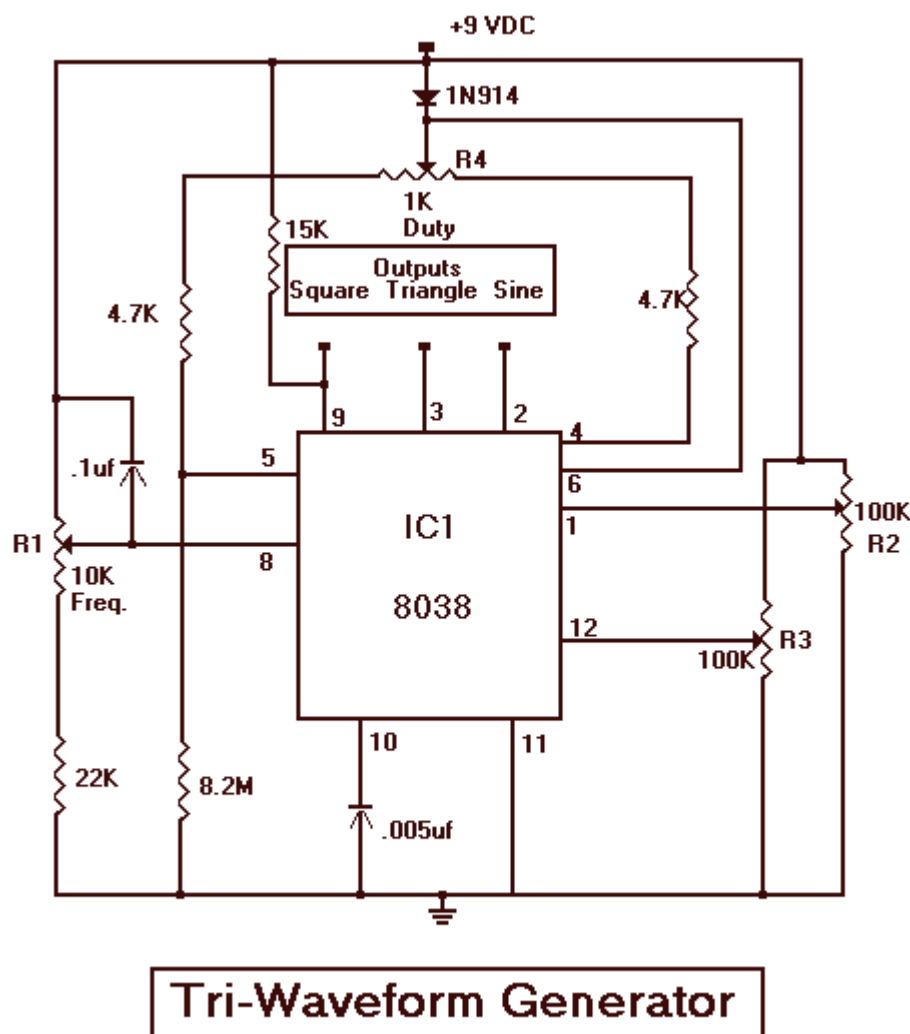 +9 VDC
1N914
R4
1K
Duty
15K
Outputs
Square Triangle Sine
4.7K
4.7K
9
3
2
4
5
6
.1uf
IC1
1
100K
R1
8
R2
10K
Freq.
8038
12
R3
100K
10
11
22K
8.2M
.005uf
Tri-Waveform Generator